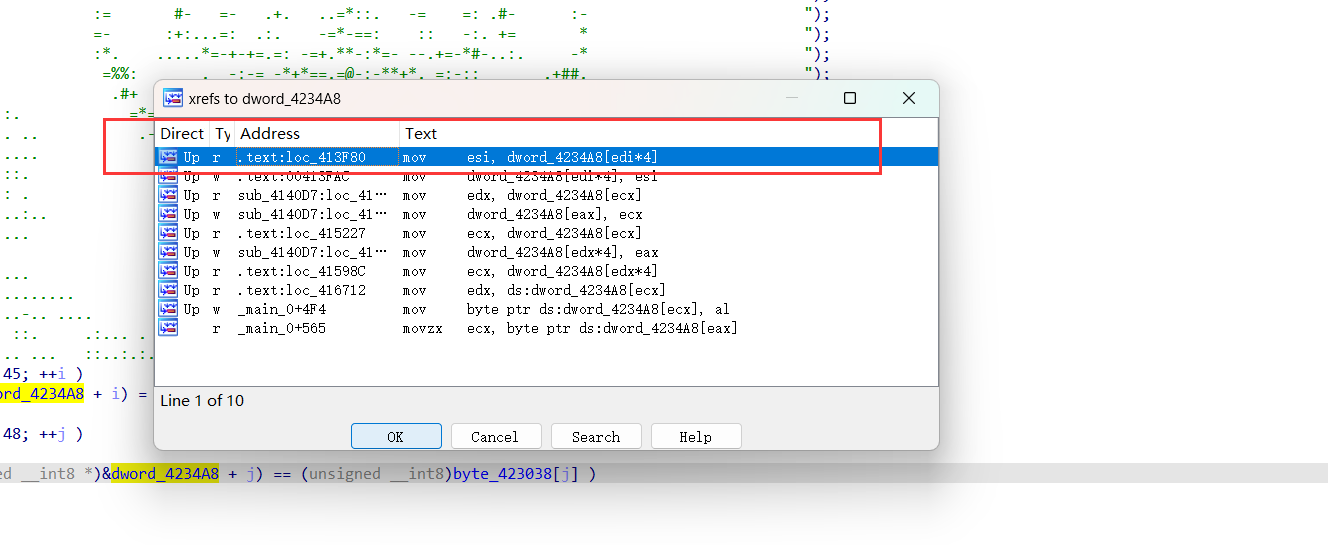 :=      #-   =-   .+.   ..=*::.   -=    =: .#-      :-                      ");
=-      :+:...=:  .:.    -=*-==:    ::   -:. +=       *                      ");
:*.    .....*=-+-+=.=: -=+.**-:*=- --.+=-*#-..:.     -*                      ");
=%%:       .  -:-= -*+*==.=@-:-**+*. =:-::       .+##.                      ");
.#+
xrefs to dword_4234A8
:.           =*=
Direct Ty Address Text
. ..          .-
.... Up r .text:loc_413F80 mov esi, dword_4234A8[edi*4]
::. Up w .text:00413FAC mov dword_4234A8[edi*4], esi
: . Up r sub_4140D7:loc_41… mov edx, dword_4234A8[ecx]
..:.. Up w sub_4140D7:loc_41… mov dword_4234A8[eax], ecx
... Up r .text:loc_415227 mov ecx, dword_4234A8[ecx]
Up w sub_4140D7:loc_41… mov dword_4234A8[edx*4], eax
... Up r .text:loc_41598C mov ecx, dword_4234A8[edx*4]
........ Up r .text:loc_416712 mov edx, ds:dword_4234A8[ecx]
..-.. .... Up w _main_0+4F4 mov byte ptr ds:dword_4234A8[ecx], al
::.     .:... . r _main_0+565 movzx ecx, byte ptr ds:dword_4234A8[eax]
.. ...   ::..:.:.
45; ++i )
ord_4234A8 + i) =
Line 1 of 10
48; ++j )
OK Cancel Search Help
ed __int8 *)&dword_4234A8 + j) == (unsigned __int8)byte_423038[j] )